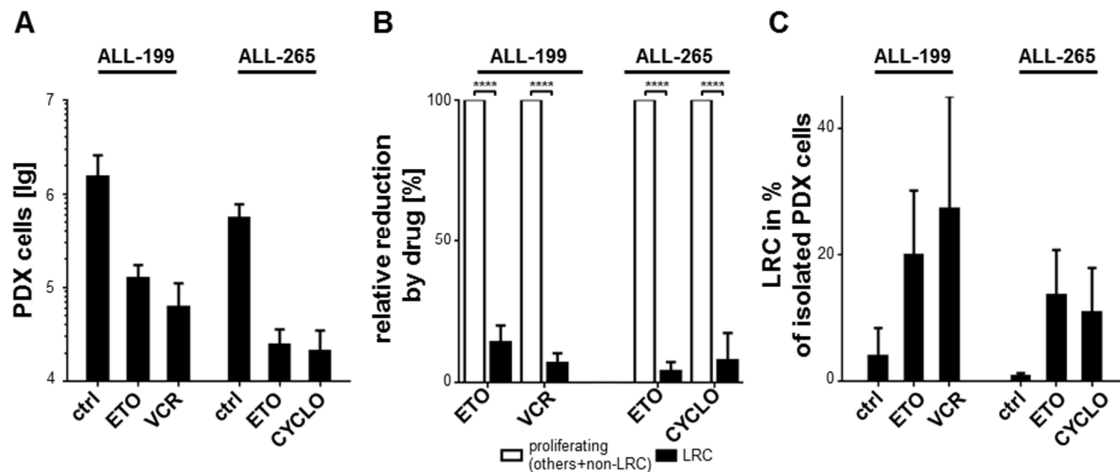 A
ALL-199 ALL-265
PDX cells [lg]
7
6
5
4
ctrl ETO VCR ctrl ETO CYCLO
B
ALL-199 ALL-265
**** **** **** ****
relative reduction
by drug [%]
100
50
0
ETO VCR ETO CYCLO
proliferating
(others+non-LRC)
LRC
C
ALL-199 ALL-265
LRC in %
of isolated PDX cells
40
20
0
ctrl ETO VCR ctrl ETO CYCLO